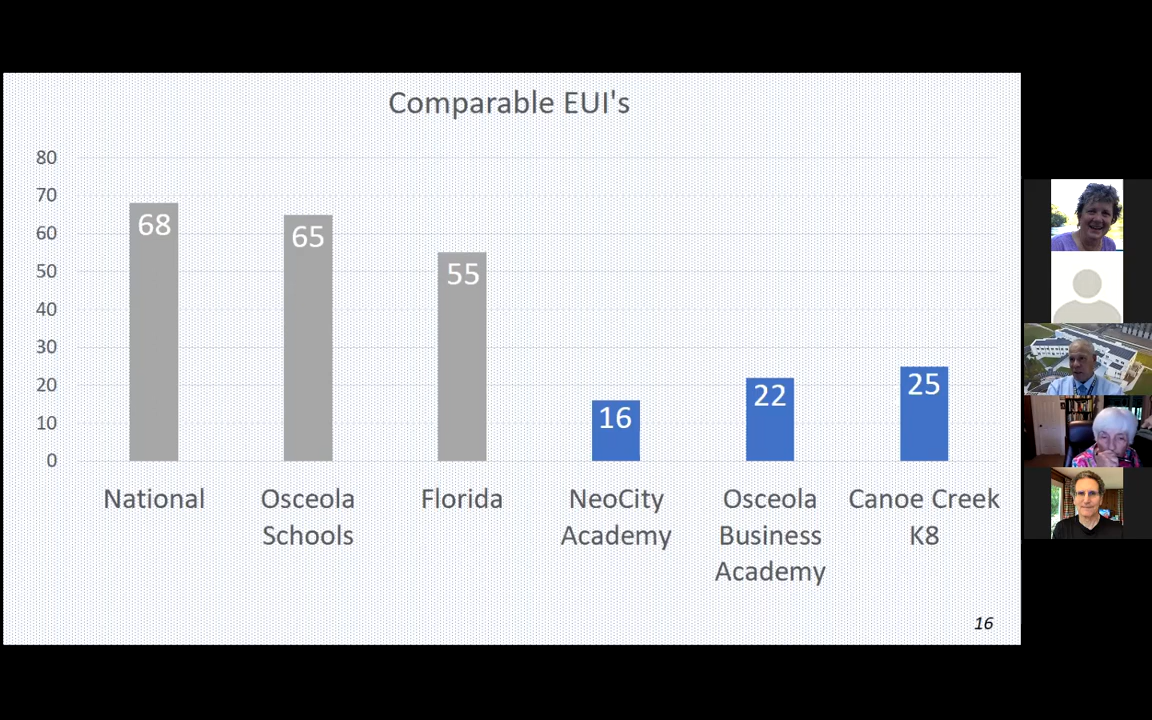 Comparable EUI's
80
70
60
50
40
30
20
10
0
68
65
55
16
22
25
National
Osceola
Schools
Florida
NeoCity
Academy
Osceola
Business
Academy
Canoe Creek
K8
16